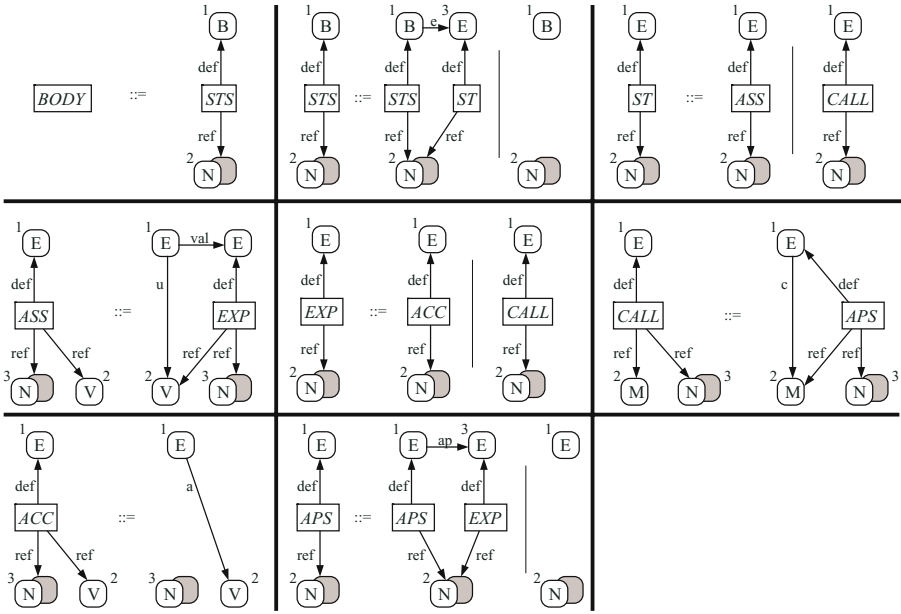 1 B 1 B 1 B e 3 E 1 B 1 E 1 E 1 E
def def def def def def def
BODY ::= STS STS ::= STS ST ST ::= ASS CALL
ref ref ref ref ref ref ref
2 N 2 N 2 N 2 N 2 N 2 N 2 N
1 E 1 E val E 1 E 1 E 1 E 1 E 1 E
def u def def def def def c def
ASS ::= EXP EXP ::= ACC CALL CALL ::= APS
ref ref ref ref ref ref ref ref ref ref ref
3 N V 2 2 V 3 N 2 N 2 N 2 N 2 M N 3 2 M N 3
1 E 1 E 1 E 1 E ap 3 E 1 E
def a def def def
ACC ::= APS ::= APS EXP
ref ref ref ref ref
3 N V 2 3 N V 2 2 N 2 N 2 N